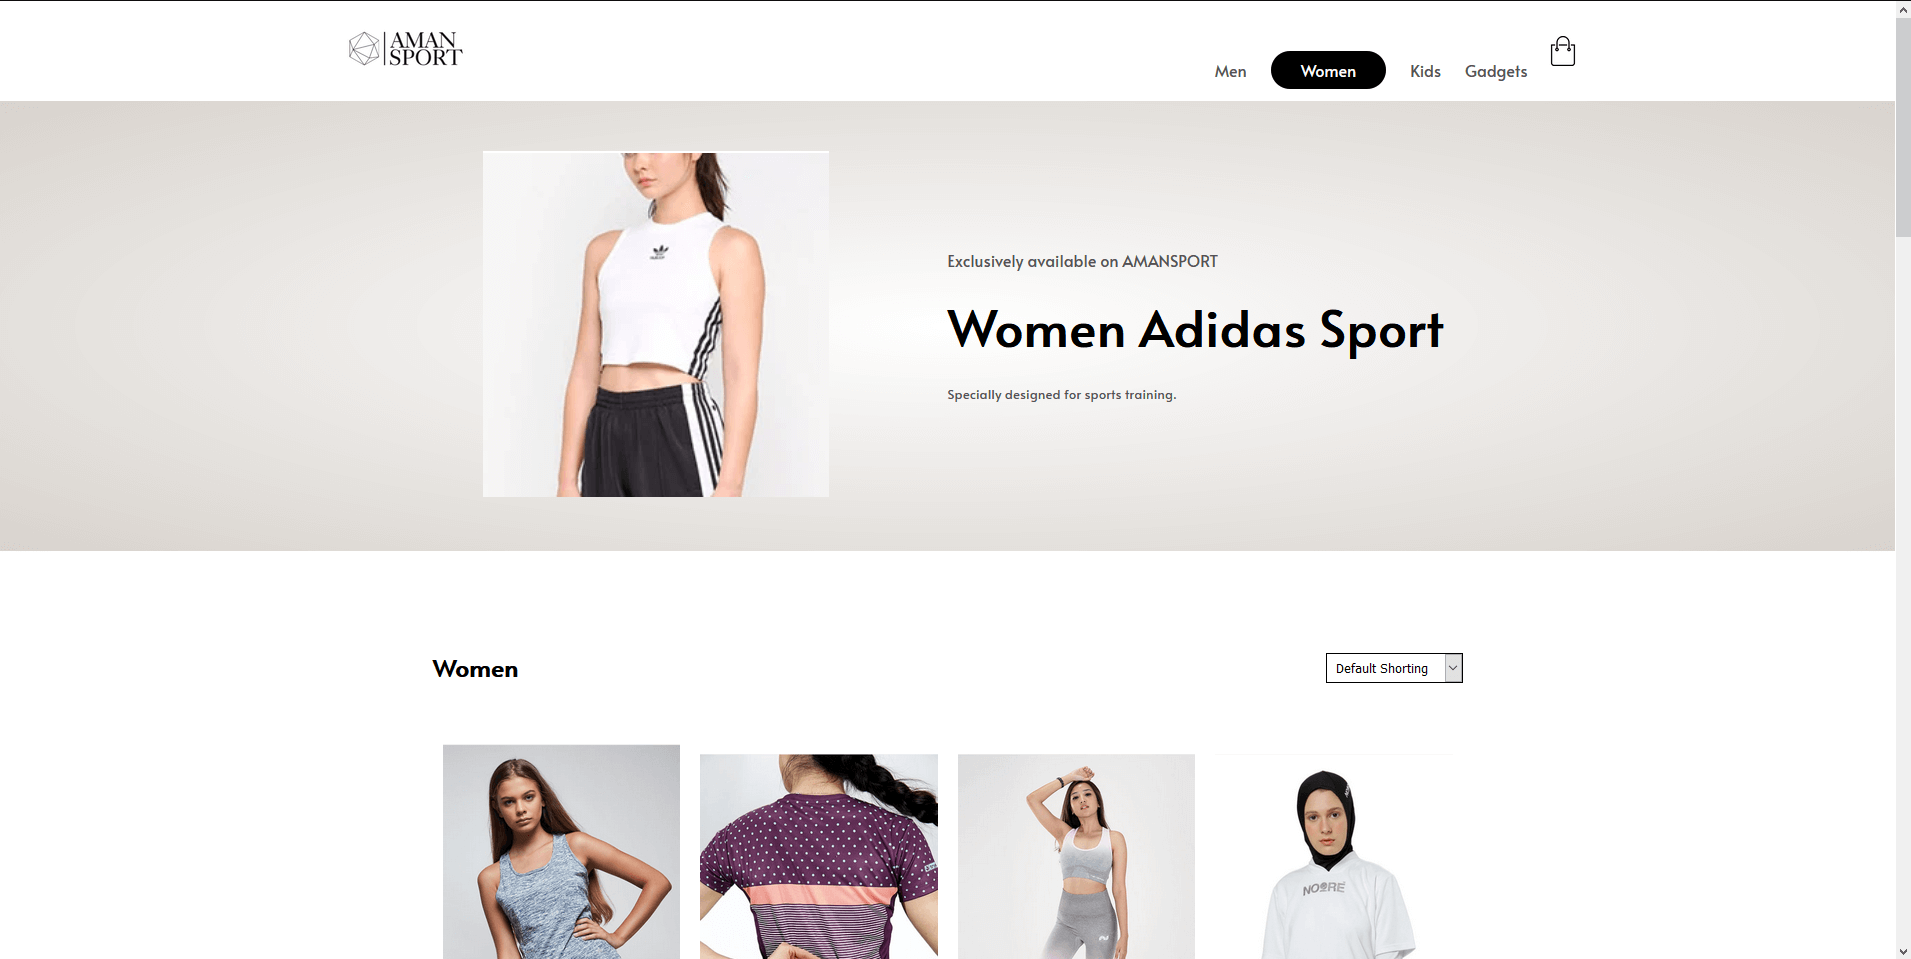 AMAN
SPORT
Men
Women
Kids
Gadgets
Exclusively available on AMANSPORT
Women Adidas Sport
Specially designed for sports training.
Women
Default Shorting
NOORE